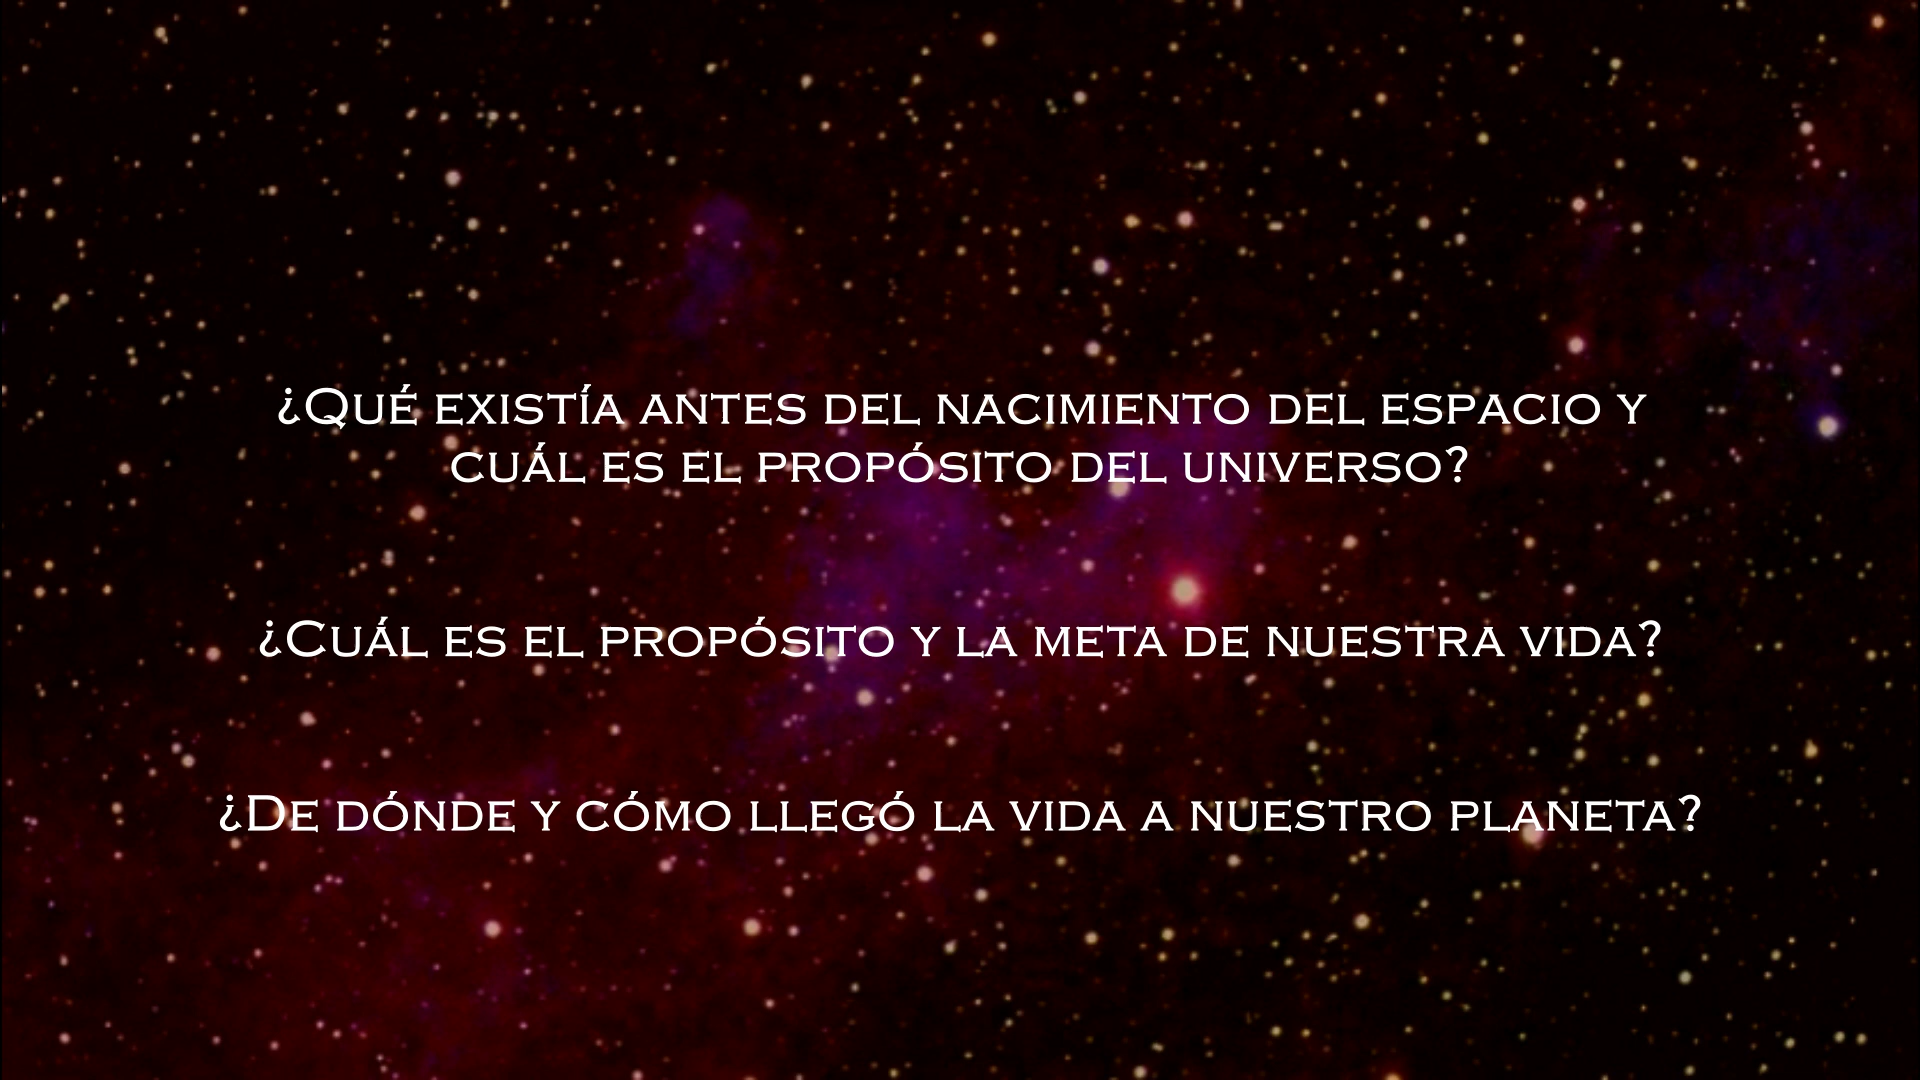 ¿Qué existía antes del nacimiento del espacio y
cuál es el propósito del universo?
¿Cuál es el propósito y la meta de nuestra vida?
¿De dónde y cómo llegó la vida a nuestro planeta?